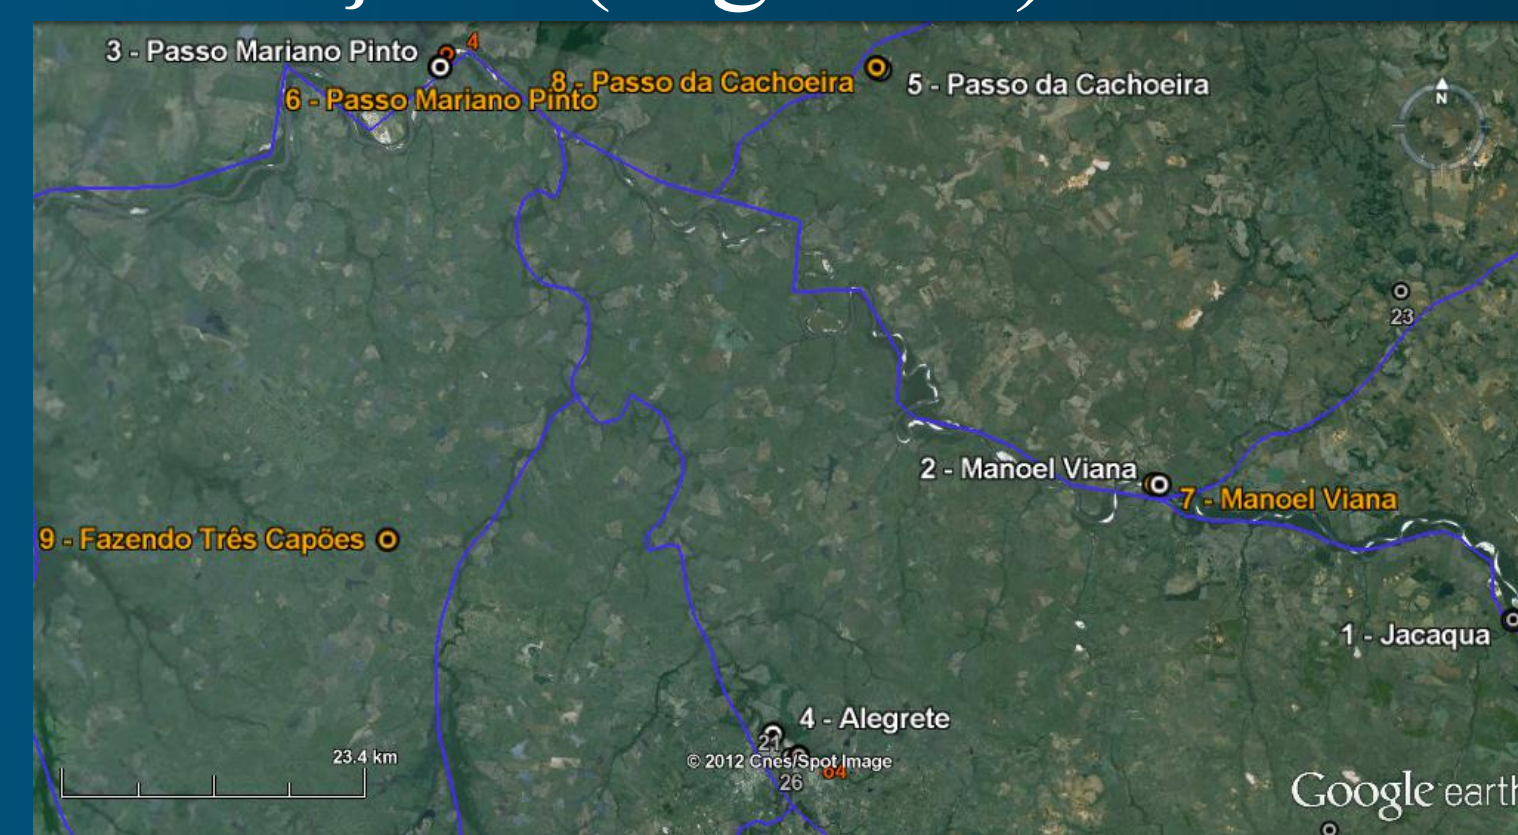 3 - Passo Mariano Pinto
4
8 - Passo da Cachoeira
5 - Passo da Cachoeira
6 - Passo Mariano Pinto
N
23
2 - Manoel Viana
7 - Manoel Viana
9 - Fazendo Três Capões
1 - Jacaqua
4 - Alegrete
21
23.4 km
© 2012 Cnes/Spot Image
64
26
Google earth